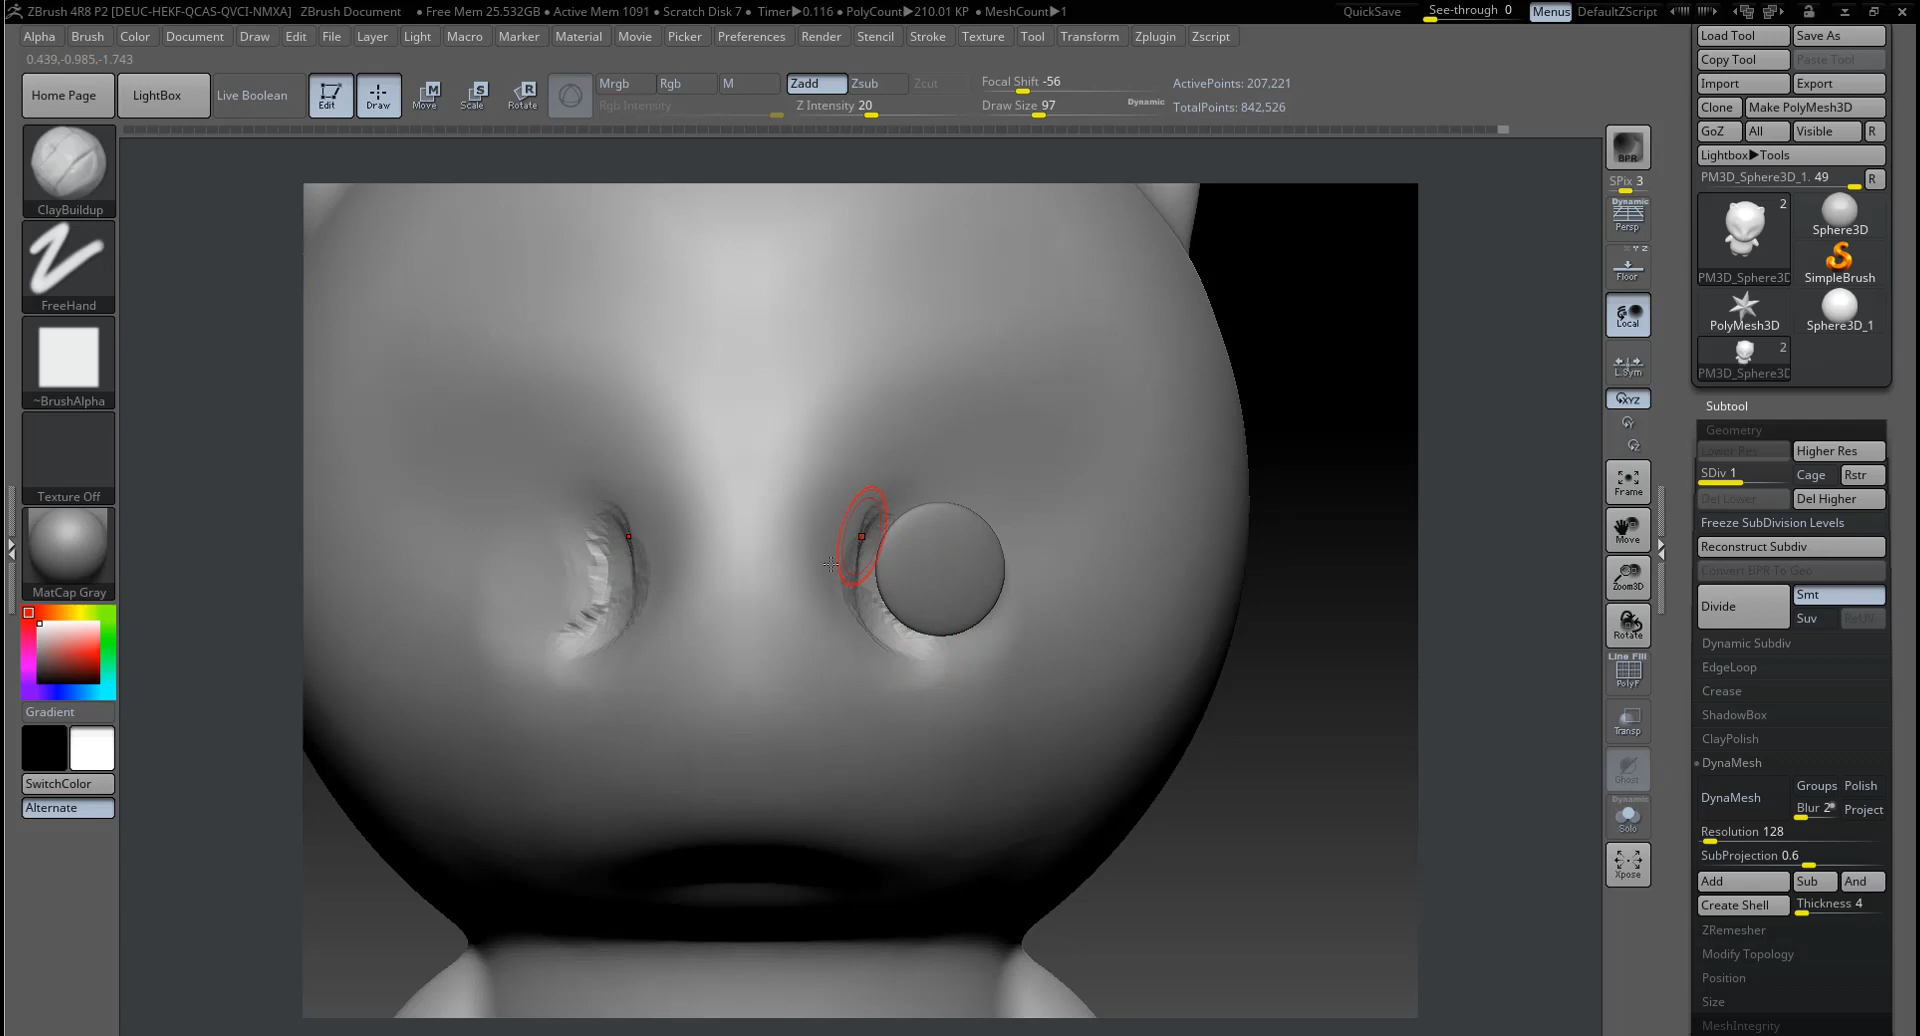 ZBrush 4R8 P2 [DEUC-HEKF-QCAS-QVCI-NMXA] ZBrush Document • Free Mem 25.532GB • Active Mem 1091 • Scratch Disk 7 • Timer▶0.116 • PolyCount▶210.01 KP • MeshCount▶1 QuickSave See-through 0 Menus DefaultZScript
Alpha Brush Color Document Draw Edit File Layer Light Macro Marker Material Movie Picker Preferences Render Stencil Stroke Texture Tool Transform Zplugin Zscript
0.439,-0.985,-1.743
Home Page LightBox Live Boolean Edit Draw Move Scale Rotate
Mrgb Rgb M Zadd Zsub Zcut
Rgb Intensity Z Intensity 20
Focal Shift -56
Draw Size 97 Dynamic
ActivePoints: 207,221
TotalPoints: 842,526
ClayBuildup
FreeHand
~BrushAlpha
Texture Off
MatCap Gray
Gradient
SwitchColor
Alternate
BPR
SPix 3
Dynamic
Persp
X Y Z
Floor
Local
L.Sym
XYZ
Y
Z
Frame
Move
Zoom3D
Rotate
Line Fill
PolyF
Transp
Ghost
Dynamic
Solo
Xpose
Load Tool Save As
Copy Tool Paste Tool
Import Export
Clone Make PolyMesh3D
GoZ All Visible R
Lightbox▶Tools
PM3D_Sphere3D_1. 49 R
2
Sphere3D
PM3D_Sphere3D SimpleBrush
PolyMesh3D Sphere3D_1
2
PM3D_Sphere3D
Subtool
Geometry
Lower Res Higher Res
SDiv 1 Cage Rstr
Del Lower Del Higher
Freeze SubDivision Levels
Reconstruct Subdiv
Convert BPR To Geo
Divide Smt
Suv ReUV
Dynamic Subdiv
EdgeLoop
Crease
ShadowBox
ClayPolish
DynaMesh
DynaMesh Groups Polish
Blur 2 Project
Resolution 128
SubProjection 0.6
Add Sub And
Create Shell Thickness 4
ZRemesher
Modify Topology
Position
Size
MeshIntegrity